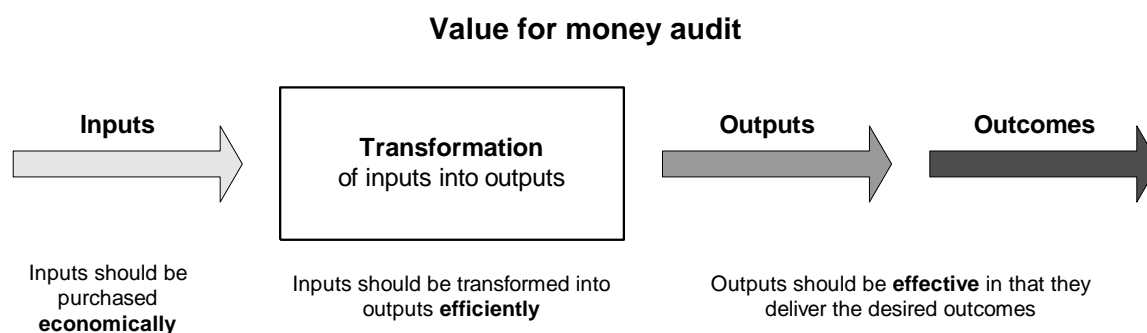 Value for money audit
Inputs
Transformation
of inputs into outputs
Outputs
Outcomes
Inputs should be
purchased
economically
Inputs should be transformed into
outputs efficiently
Outputs should be effective in that they
deliver the desired outcomes